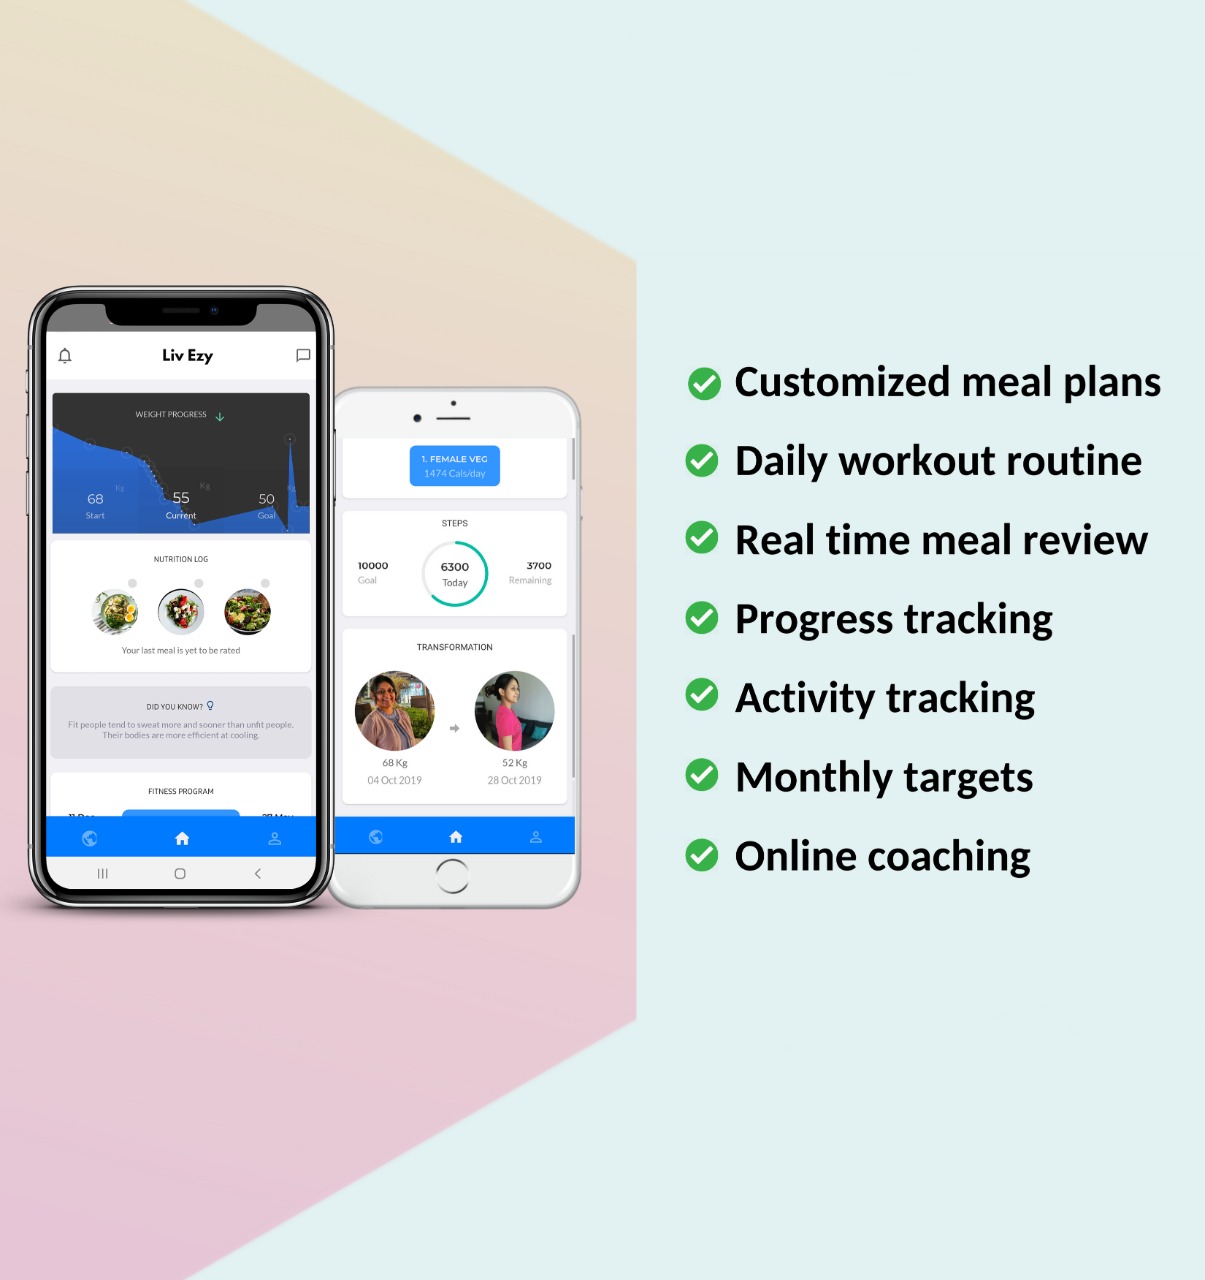 Liv Ezy
WEIGHT PROGRESS
Kg
Kg
68
55
50
Start
Current
Goal
NUTRITION LOG
Your last meal is yet to be rated
DID YOU KNOW?
Fit people tend to sweat more and sooner than unfit people.
Their bodies are more efficient at cooling.
FITNESS PROGRAM
1. FEMALE VEG
1474 Cals/day
STEPS
10000
6300
3700
Goal
Today
Remaining
TRANSFORMATION
68 Kg
52 Kg
04 Oct 2019
28 Oct 2019
Customized meal plans
Daily workout routine
Real time meal review
Progress tracking
Activity tracking
Monthly targets
Online coaching